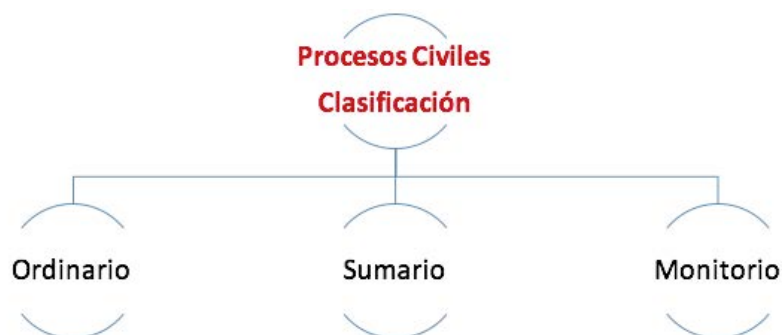 Procesos Civiles
Clasificación
Ordinario
Sumario
Monitorio